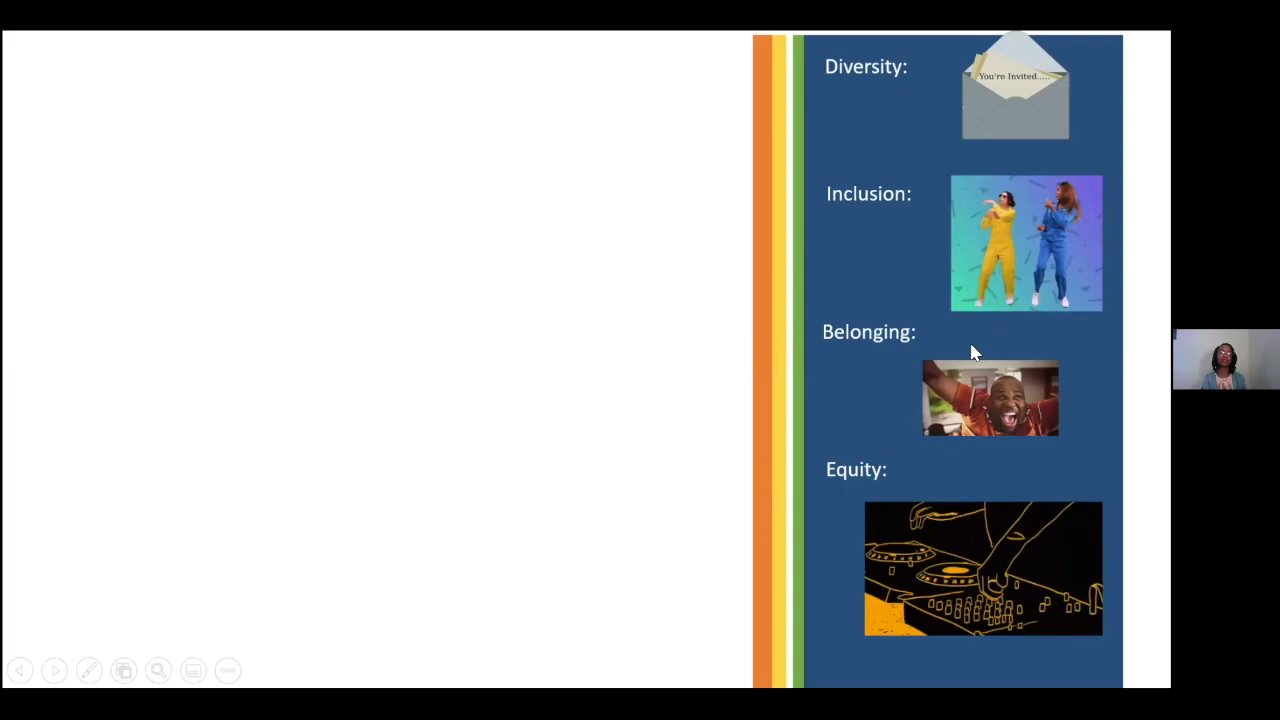 Diversity:
You're Invited.....
Inclusion:
Belonging:
Equity: